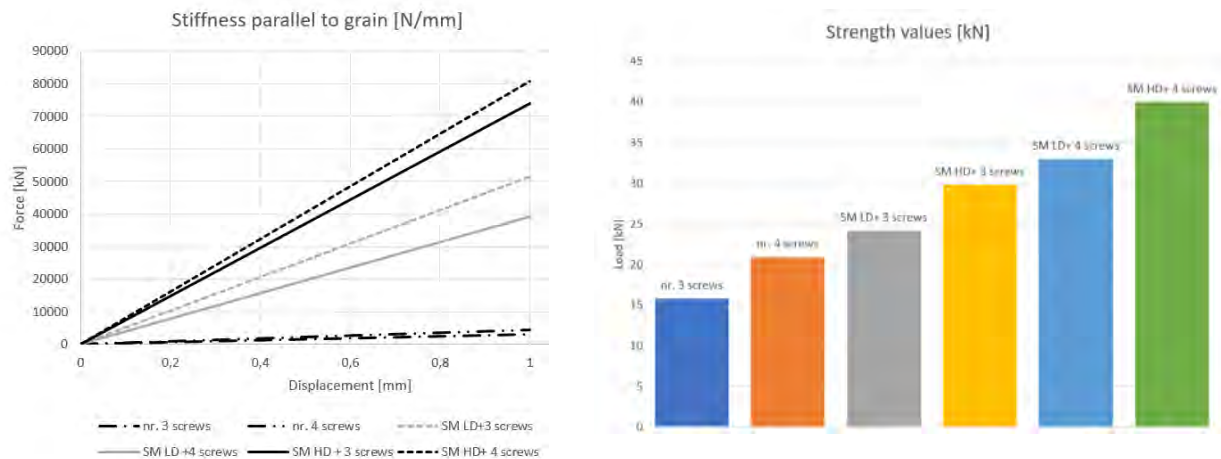 Stiffness parallel to grain [N/mm]
90000
80000
70000
60000
50000
40000
30000
20000
10000
0
Force [kN]
0 0,2 0,4 0,6 0,8 1
Displacement [mm]
nr. 3 screws nr. 4 screws SM LD+3 screws
SM LD +4 screws SM HD + 3 screws SM HD+ 4 screws
Strength values [kN]
45
40
35
30
25
20
15
10
5
0
Load [kN]
nr. 3 screws
nr. 4 screws
SM LD+ 3 screws
SM HD+ 3 screws
SM LD+ 4 screws
SM HD+ 4 screws